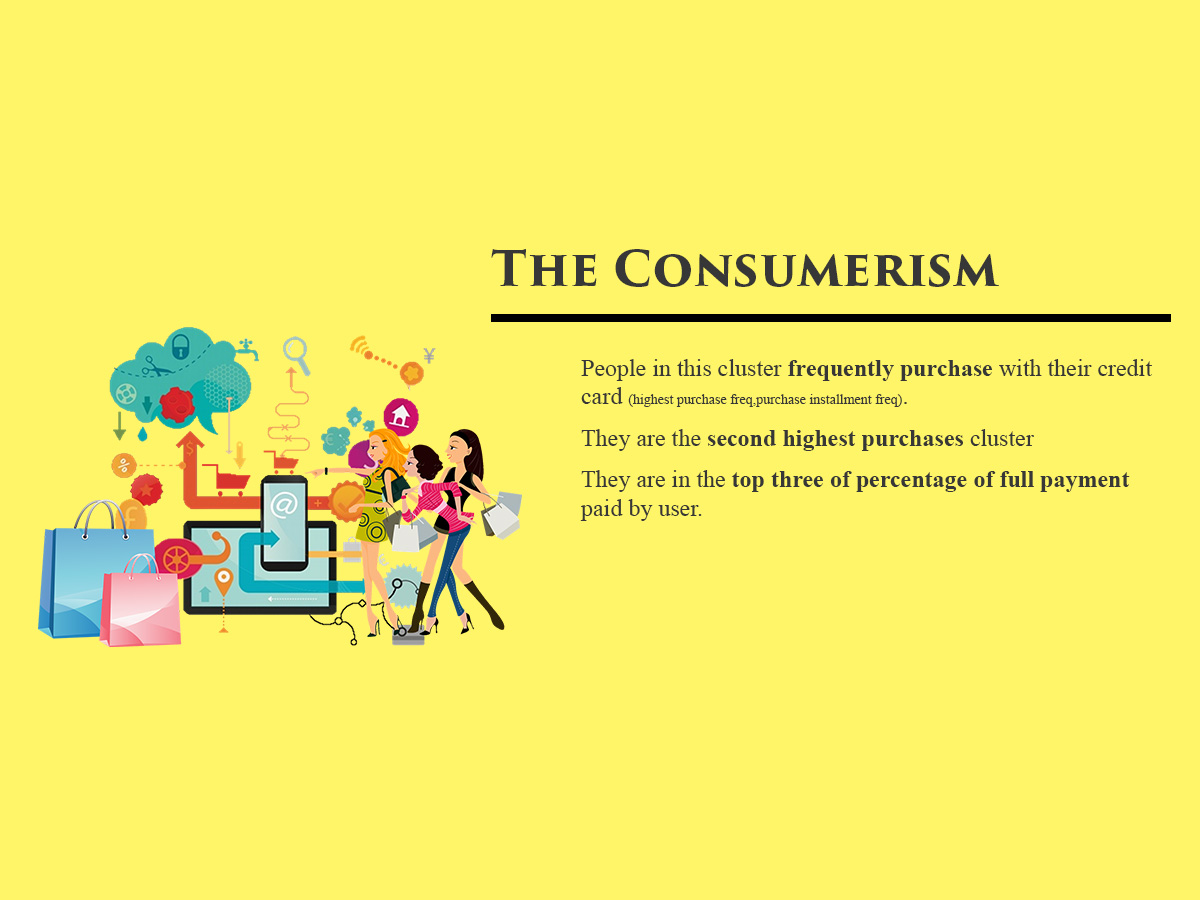 THE CONSUMERISM
People in this cluster frequently purchase with their credit
card (highest purchase freq,purchase installment freq).
They are the second highest purchases cluster
They are in the top three of percentage of full payment
paid by user.
¥
%
$
£
@